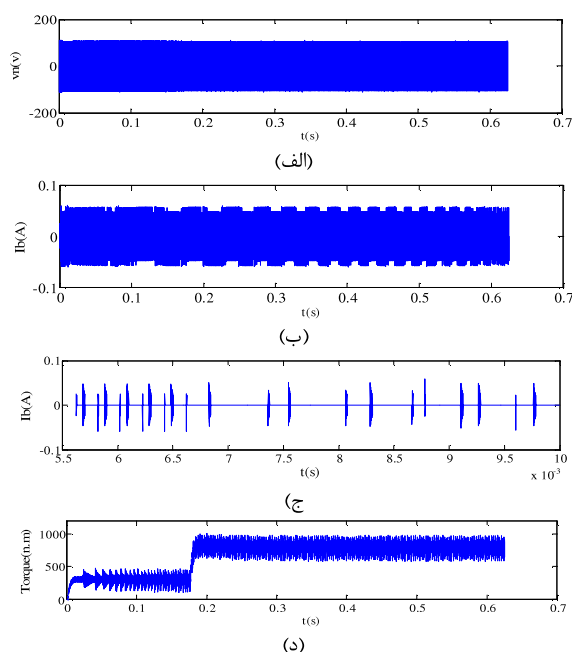 200
0
-200
vn(v)
0 0.1 0.2 0.3 0.4 0.5 0.6 0.7
t(s)
(الف)
0.1
0
-0.1
Ib(A)
0 0.1 0.2 0.3 0.4 0.5 0.6 0.7
t(s)
(ب)
0.1
0
-0.1
Ib(A)
5.5 6 6.5 7 7.5 8 8.5 9 9.5 10
t(s)
x 10⁻³
ج)
1000
500
0
Torque(n.m)
0 0.1 0.2 0.3 0.4 0.5 0.6 0.7
t(s)
(د)